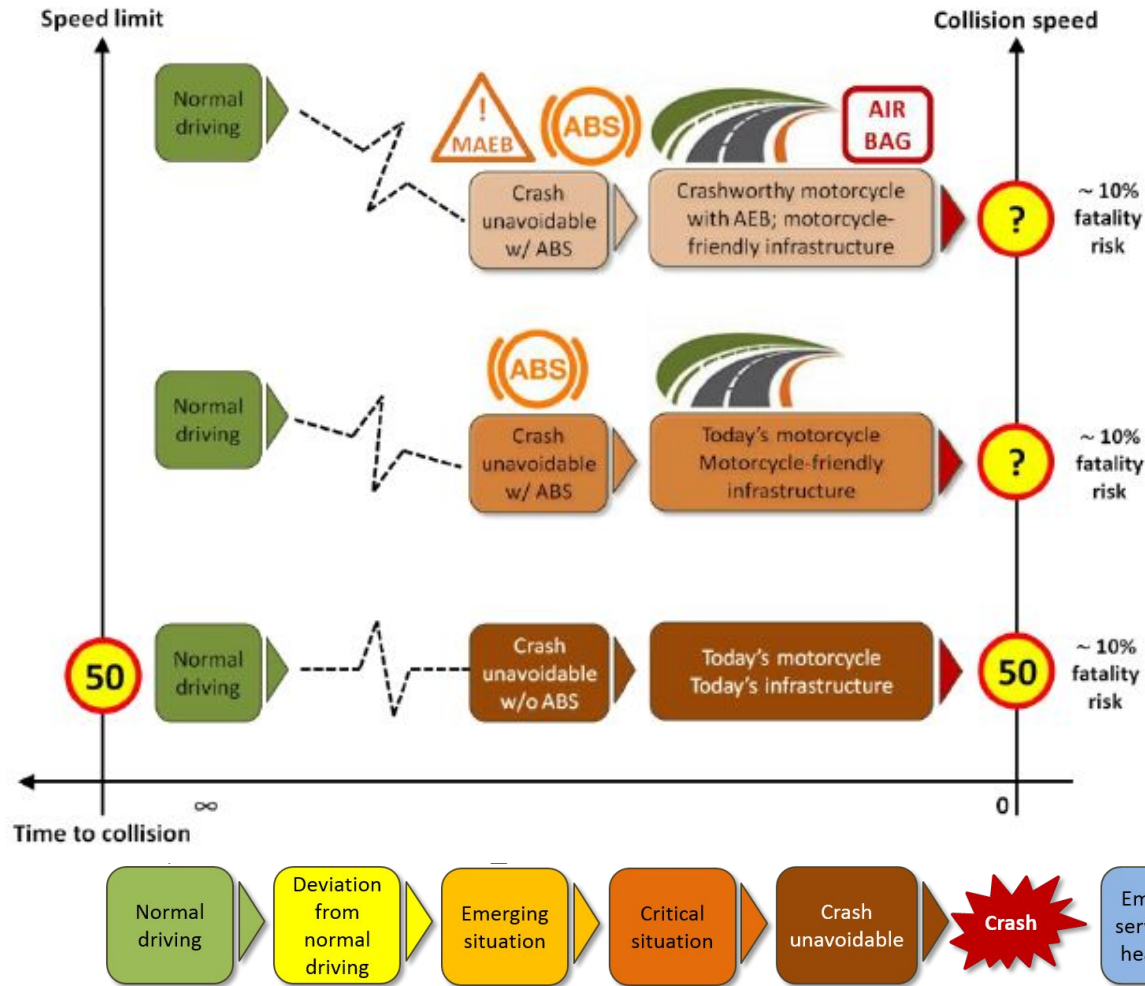 Speed limit
Collision speed
Normal
driving
!
MAEB
ABS
AIR
BAG
Crash
unavoidable
w/ ABS
Crashworthy motorcycle
with AEB; motorcycle-
friendly infrastructure
?
~ 10%
fatality
risk
Normal
driving
ABS
Crash
unavoidable
w/ ABS
Today's motorcycle
Motorcycle-friendly
infrastructure
?
~ 10%
fatality
risk
50
Normal
driving
Crash
unavoidable
w/o ABS
Today's motorcycle
Today's infrastructure
50
~ 10%
fatality
risk
∞
0
Time to collision
Normal
driving
Deviation
from
normal
driving
Emerging
situation
Critical
situation
Crash
unavoidable
Crash